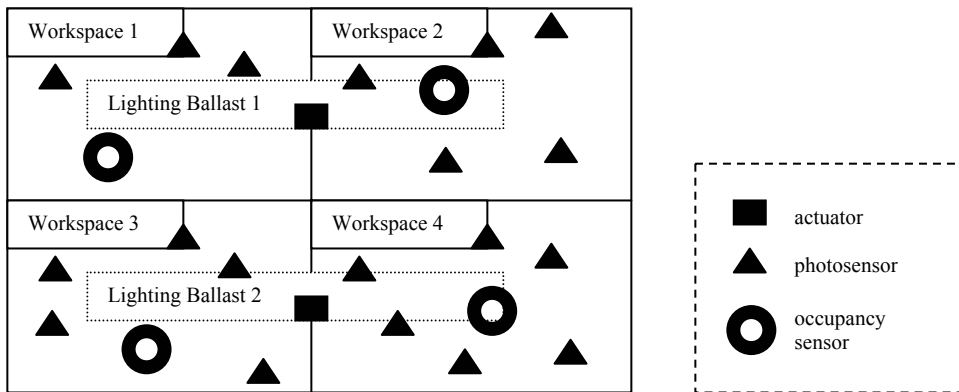 Workspace 1
Workspace 2
Lighting Ballast 1
Workspace 3
Workspace 4
Lighting Ballast 2
actuator
photosensor
occupancy
sensor